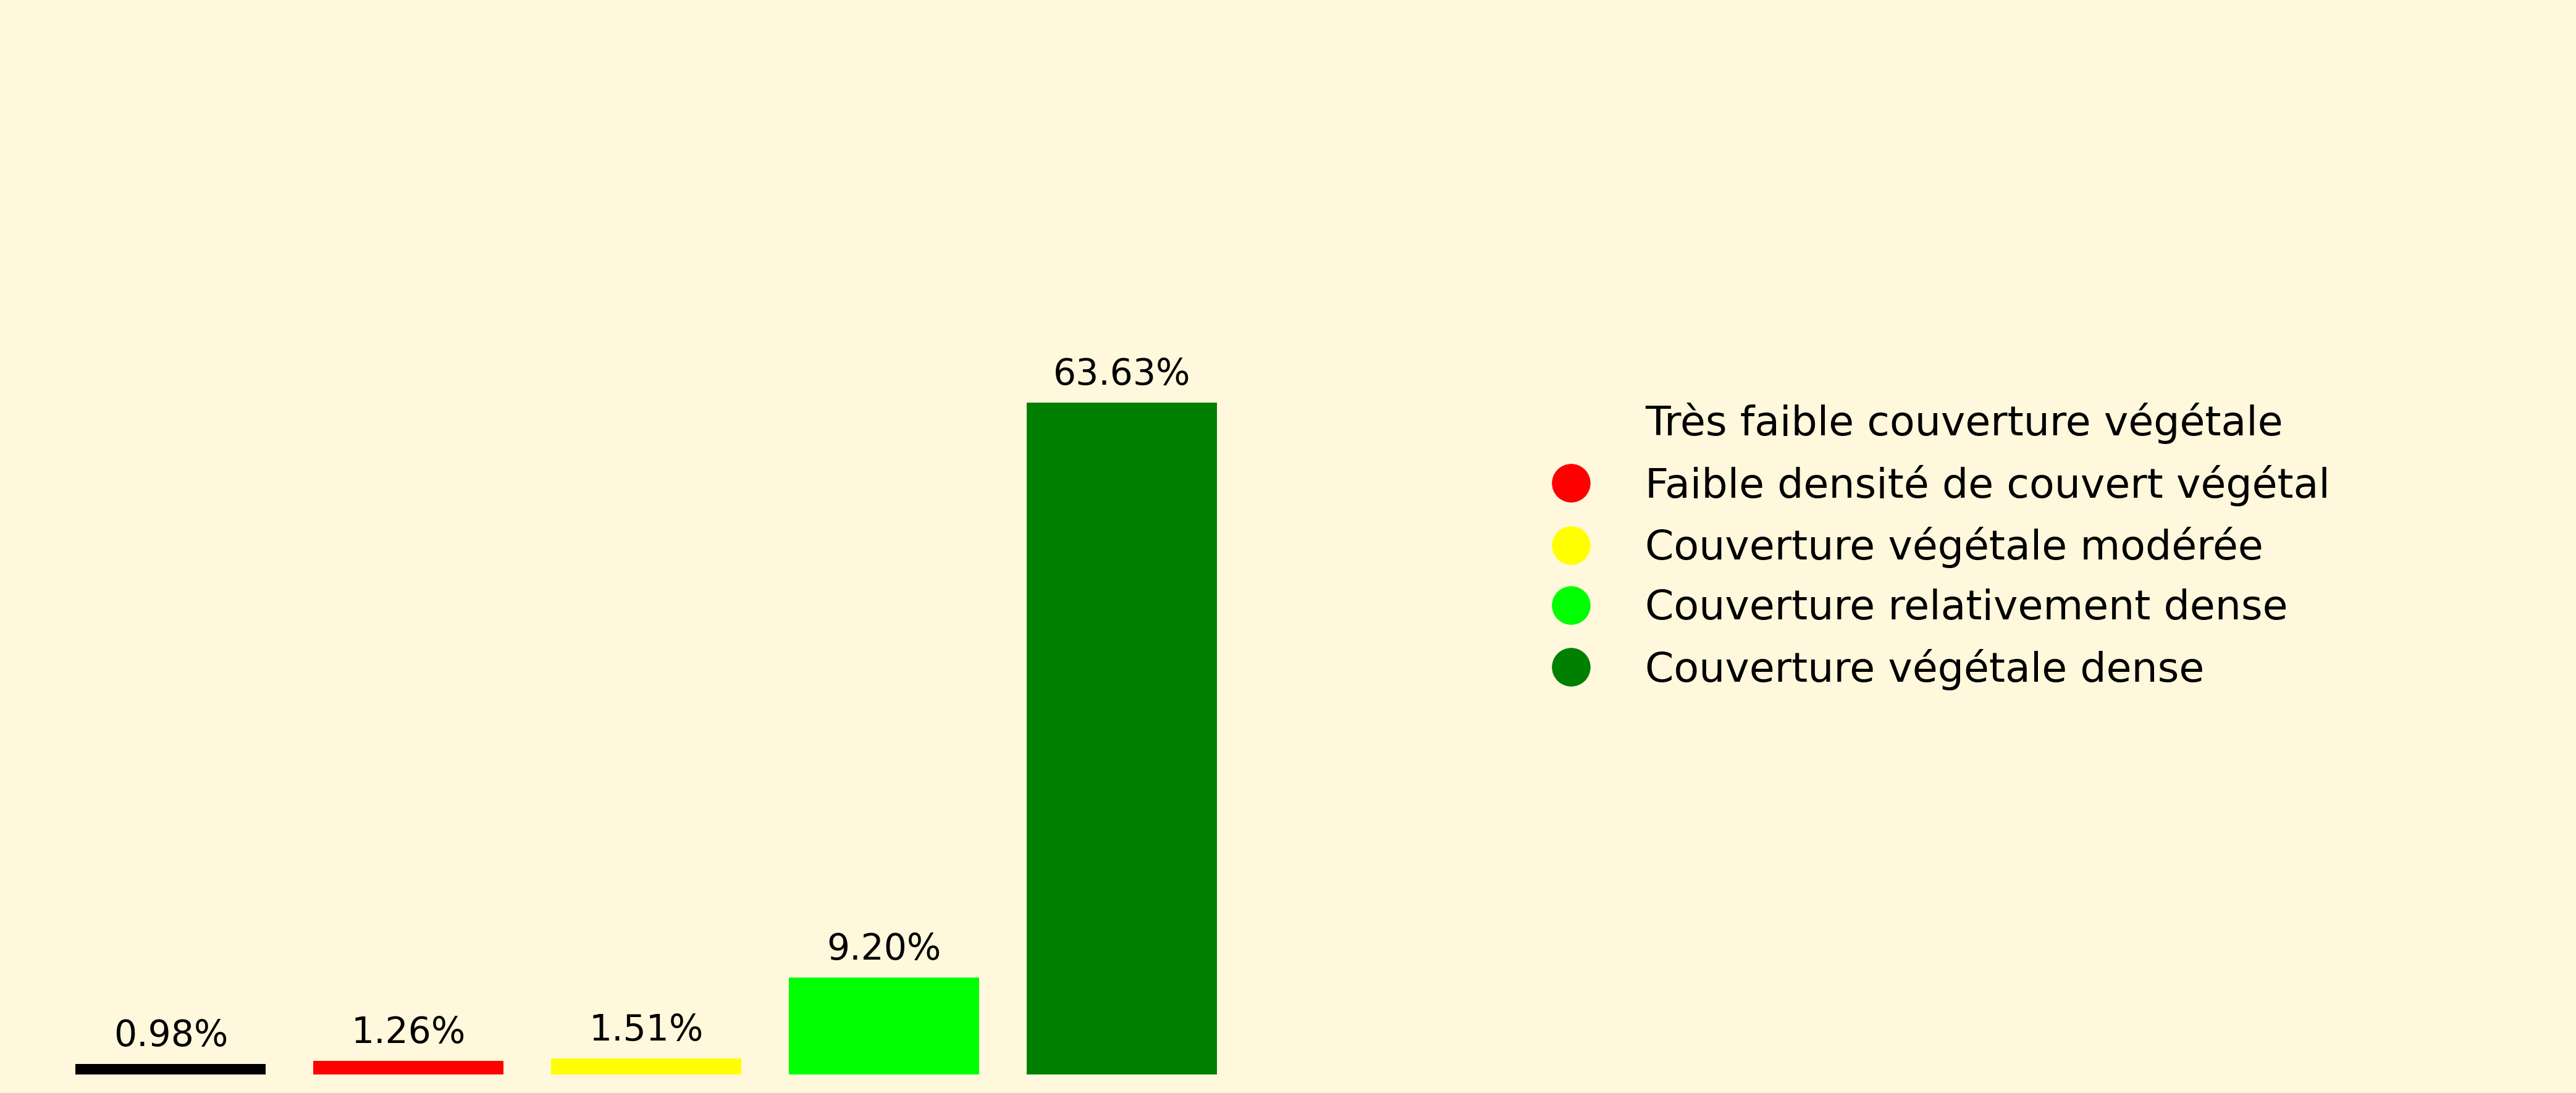 63.63%
9.20%
0.98%
1.26%
1.51%
Très faible couverture végétale
Faible densité de couvert végétal
Couverture végétale modérée
Couverture relativement dense
Couverture végétale dense